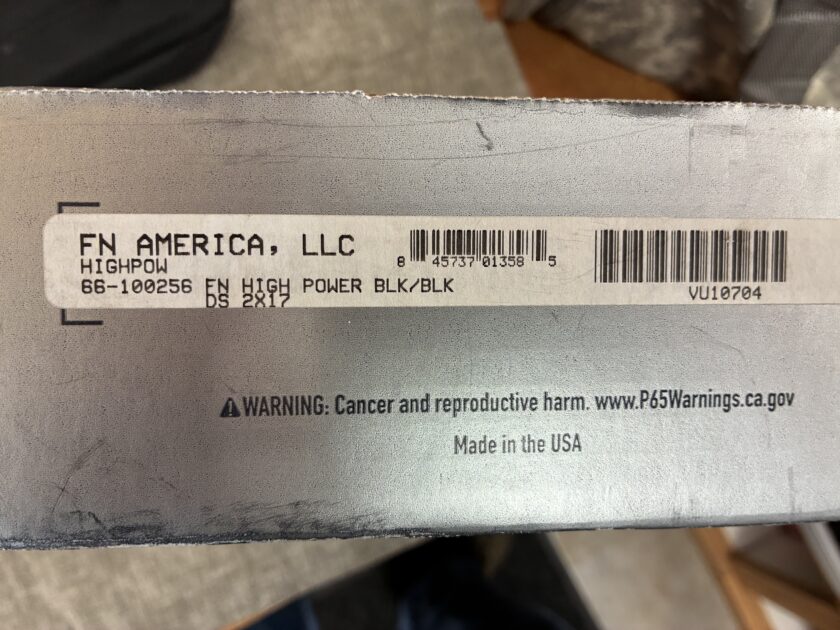 FN AMERICA, LLC
HIGHPOW
66-100256 FN HIGH POWER BLK/BLK
DS 2X17
8 45737 01358 5
VU10704
WARNING: Cancer and reproductive harm. www.P65Warnings.ca.gov
Made in the USA